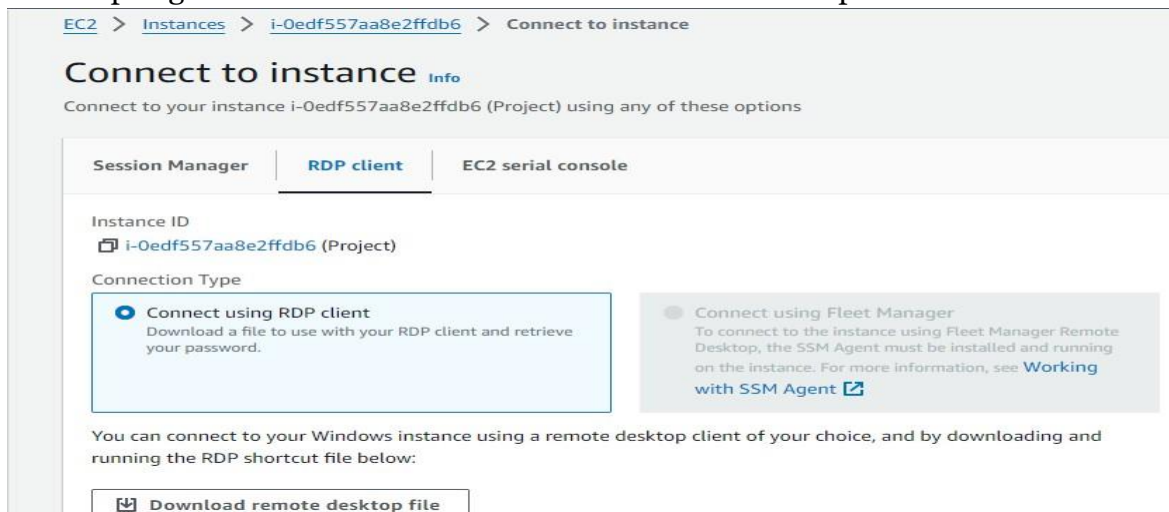 EC2 > Instances > i-0edf557aa8e2ffdb6 > Connect to instance
Connect to instance Info
Connect to your instance i-0edf557aa8e2ffdb6 (Project) using any of these options
Session Manager RDP client EC2 serial console
Instance ID
i-0edf557aa8e2ffdb6 (Project)
Connection Type
Connect using RDP client
Download a file to use with your RDP client and retrieve
your password.
Connect using Fleet Manager
To connect to the instance using Fleet Manager Remote
Desktop, the SSM Agent must be installed and running
on the instance. For more information, see Working
with SSM Agent
You can connect to your Windows instance using a remote desktop client of your choice, and by downloading and
running the RDP shortcut file below:
Download remote desktop file